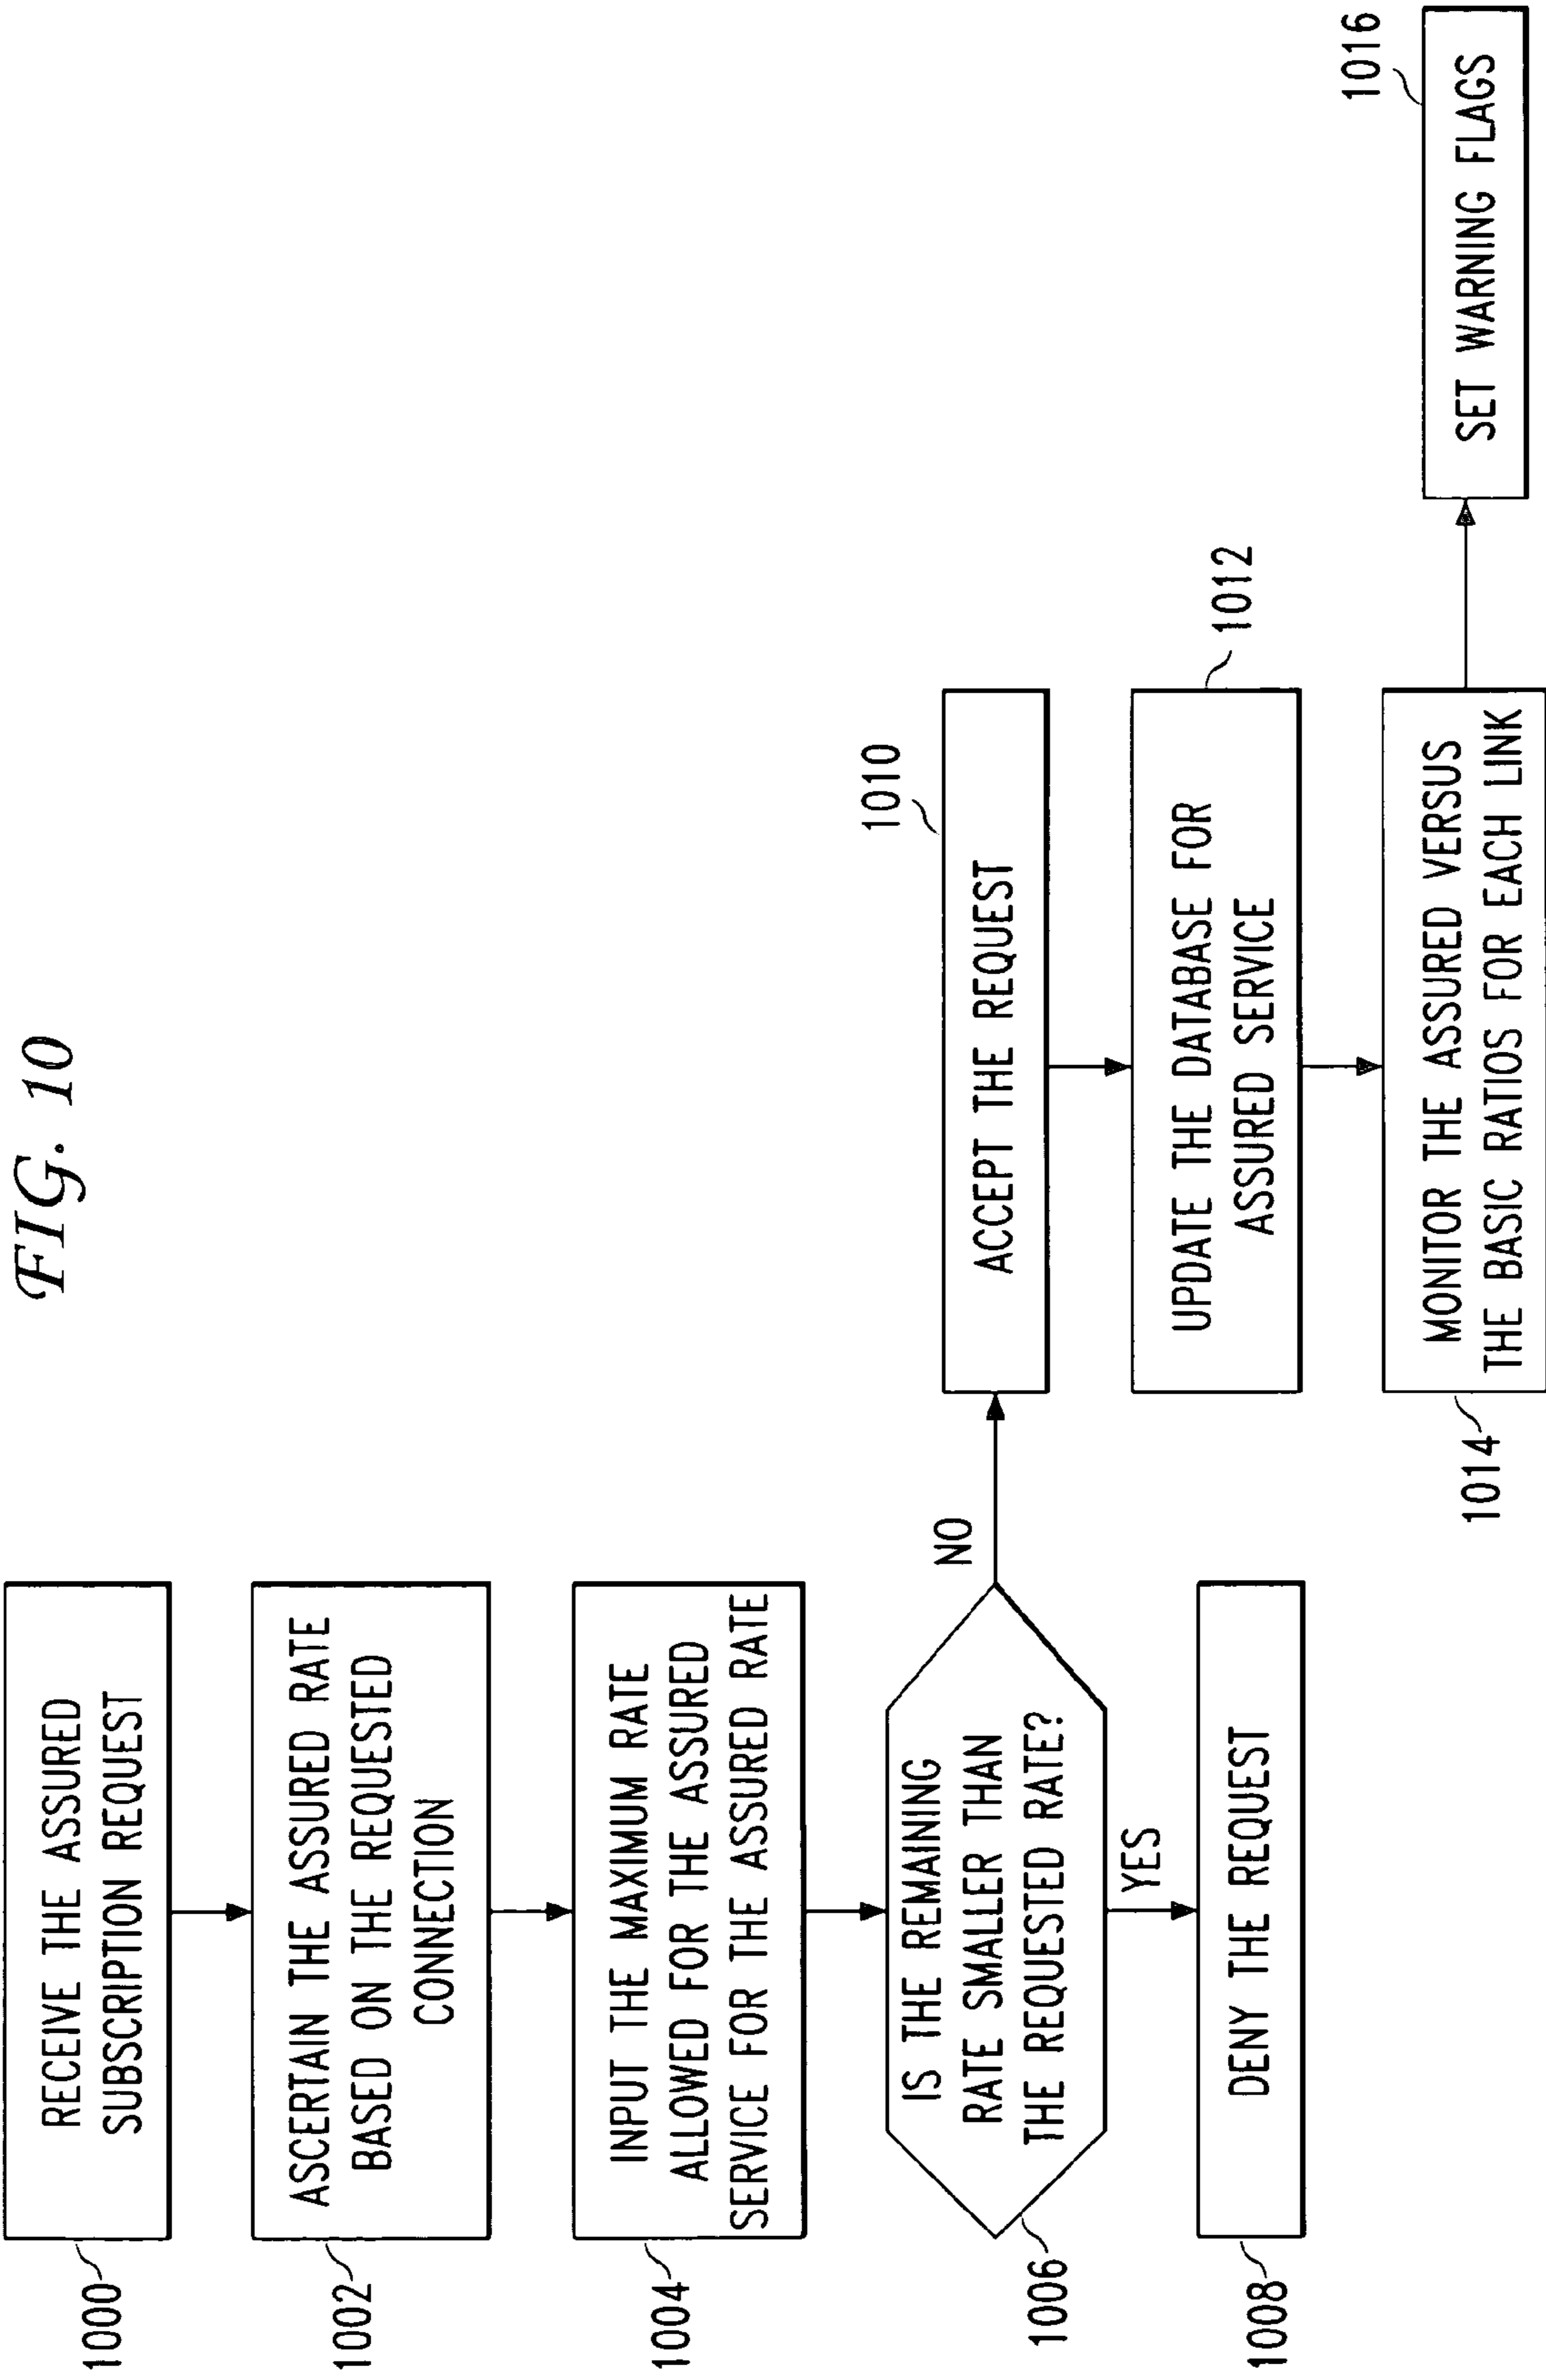 FIG. 10
1000
RECEIVE THE ASSURED
SUBSCRIPTION REQUEST
1002
ASCERTAIN THE ASSURED RATE
BASED ON THE REQUESTED
CONNECTION
1004
INPUT THE MAXIMUM RATE
ALLOWED FOR THE ASSURED
SERVICE FOR THE ASSURED RATE
1006
IS THE REMAINING
RATE SMALLER THAN
THE REQUESTED RATE?
YES
1008
DENY THE REQUEST
NO
1010
ACCEPT THE REQUEST
1012
UPDATE THE DATABASE FOR
ASSURED SERVICE
1014
MONITOR THE ASSURED VERSUS
THE BASIC RATIOS FOR EACH LINK
1016
SET WARNING FLAGS